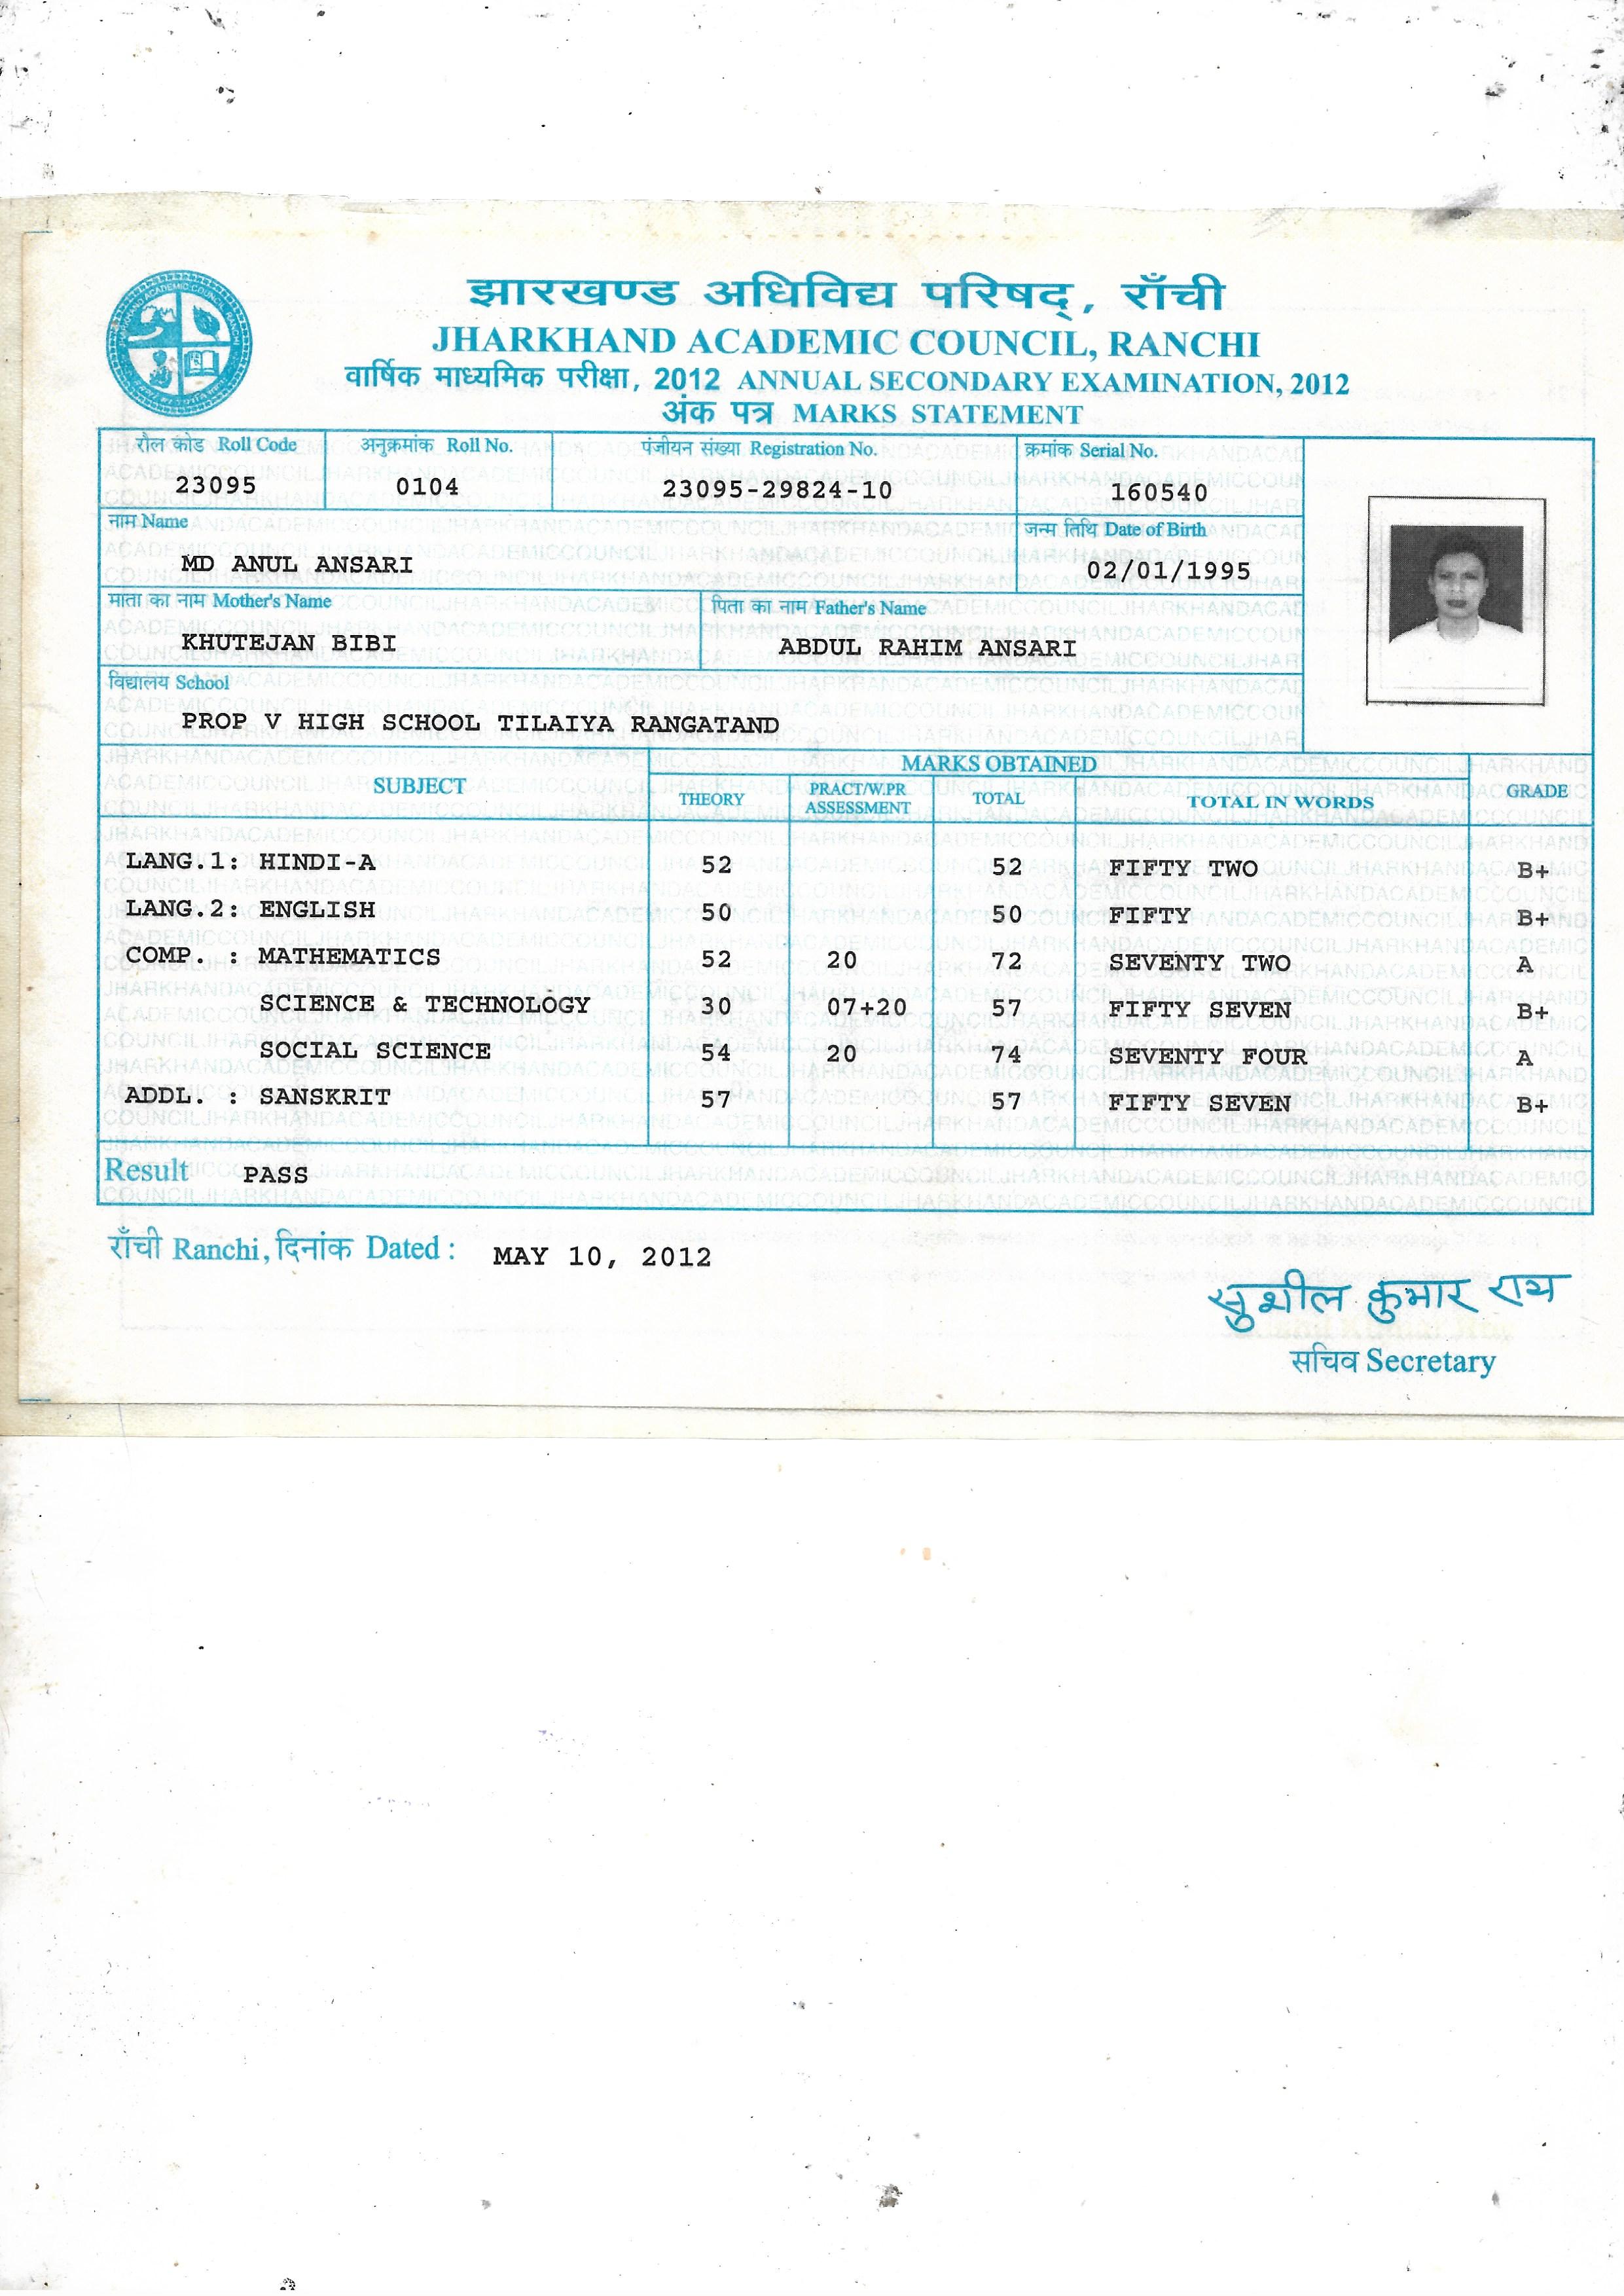 झारखण्ड अधिविद्य परिषद्, राँची
JHARKHAND ACADEMIC COUNCIL, RANCHI
वार्षिक माध्यमिक परीक्षा, 2012 ANNUAL SECONDARY EXAMINATION, 2012
अंक पत्र MARKS STATEMENT
रौल कोड Roll Code अनुक्रमांक Roll No. पंजीयन संख्या Registration No. क्रमांक Serial No.
23095 0104 23095-29824-10 160540
नाम Name जन्म तिथि Date of Birth
MD ANUL ANSARI 02/01/1995
माता का नाम Mother's Name पिता का नाम Father's Name
KHUTEJAN BIBI ABDUL RAHIM ANSARI
विद्यालय School
PROP V HIGH SCHOOL TILAIYA RANGATAND
MARKS OBTAINED
SUBJECT THEORY PRACT/W.PR ASSESSMENT TOTAL TOTAL IN WORDS GRADE
LANG.1: HINDI-A 52 52 FIFTY TWO B+
LANG.2: ENGLISH 50 50 FIFTY B+
COMP. : MATHEMATICS 52 20 72 SEVENTY TWO A
SCIENCE & TECHNOLOGY 30 07+20 57 FIFTY SEVEN B+
SOCIAL SCIENCE 54 20 74 SEVENTY FOUR A
ADDL. : SANSKRIT 57 57 FIFTY SEVEN B+
Result PASS
राँची Ranchi, दिनांक Dated : MAY 10, 2012
सुशील कुमार राय
सचिव Secretary